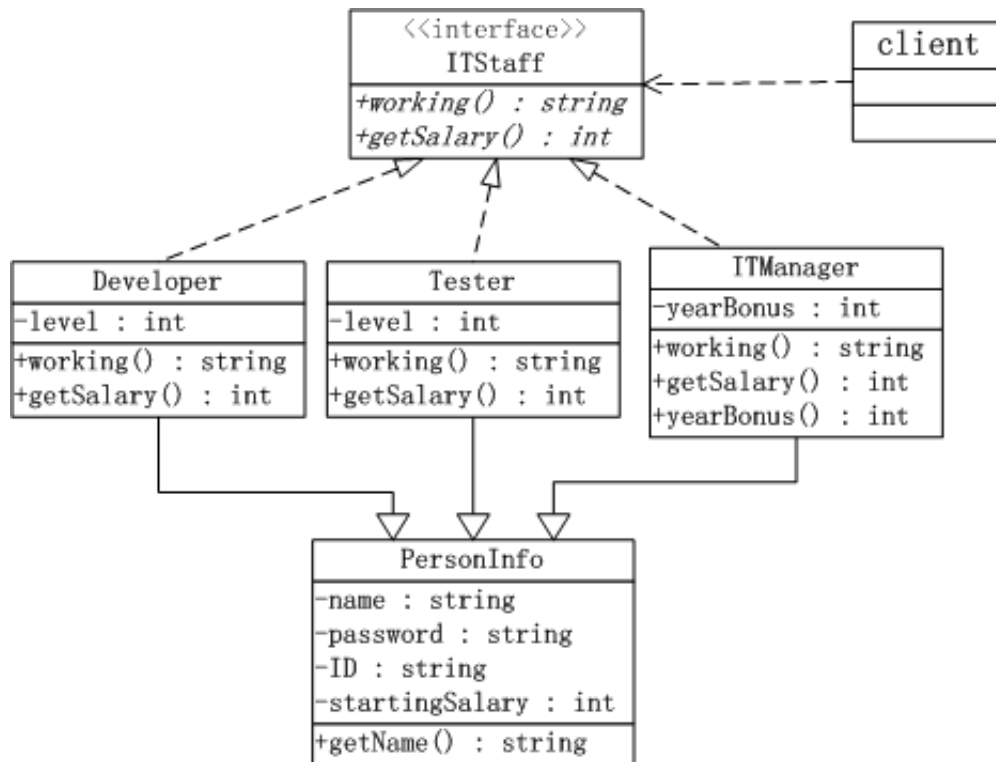 <<interface>>
ITStaff
+working() : string
+getSalary() : int
client
Developer
-level : int
+working() : string
+getSalary() : int
Tester
-level : int
+working() : string
+getSalary() : int
ITManager
-yearBonus : int
+working() : string
+getSalary() : int
+yearBonus() : int
PersonInfo
-name : string
-password : string
-ID : string
-startingSalary : int
+getName() : string